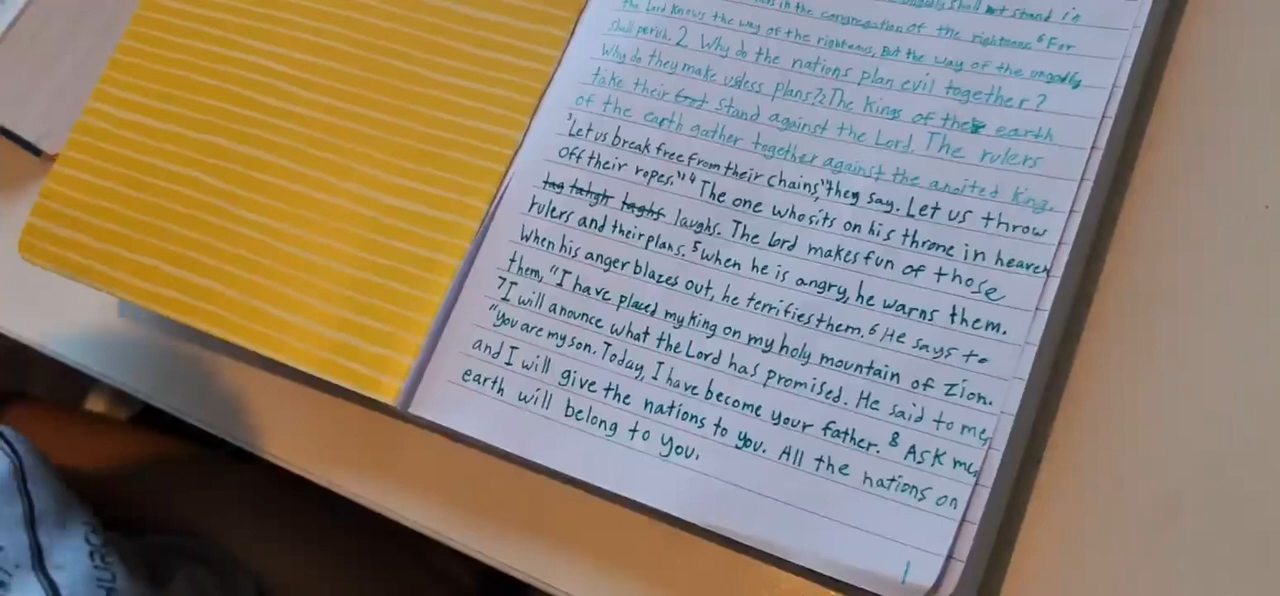 shall not stand in
in the congregation of the righteous. 6 For
the Lord knows the way of the righteous, But the way of the ungodly
shall perish. 2 Why do the nations plan evil together?
Why do they make useless plans? 2 The kings of the earth
take their stand against the Lord. The rulers
of the earth gather together against the anoited king.
3 "Let us break free from their chains," they say. Let us throw
off their ropes." 4 The one who sits on his throne in heaven
laughs. The lord makes fun of those
rulers and their plans. 5 When he is angry, he warns them.
When his anger blazes out, he terrifies them. 6 He says to
them, "I have placed my king on my holy mountain of Zion.
7 I will anounce what the Lord has promised. He said to me,
"You are my son. Today, I have become your father. 8 Ask me,
and I will give the nations to you. All the nations on
earth will belong to you.
1